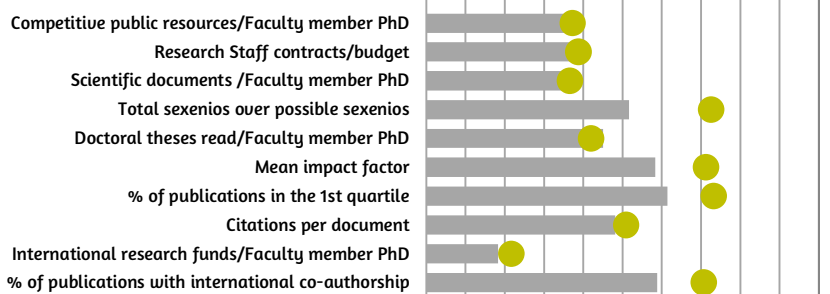 Competitive public resources/Faculty member PhD
Research Staff contracts/budget
Scientific documents /Faculty member PhD
Total sexenios over possible sexenios
Doctoral theses read/Faculty member PhD
Mean impact factor
% of publications in the 1st quartile
Citations per document
International research funds/Faculty member PhD
% of publications with international co-authorship